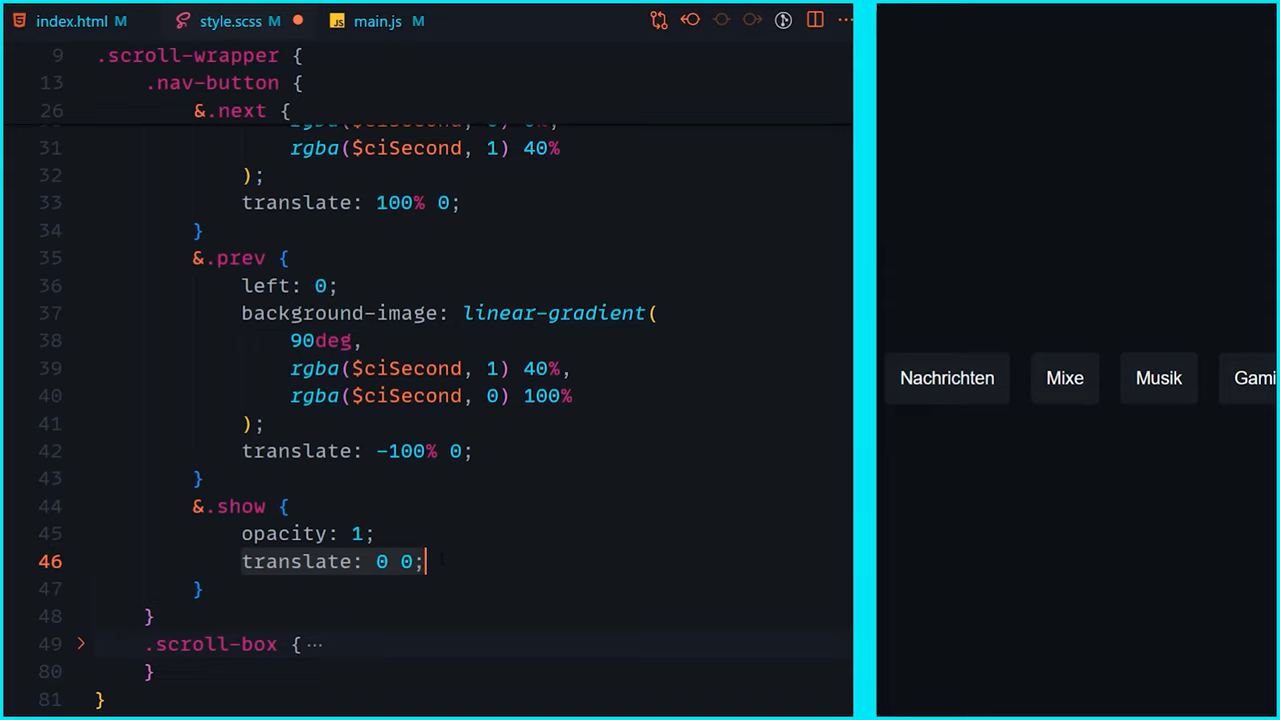 index.html M
style.scss M
JS main.js M
9 .scroll-wrapper {
13 .nav-button {
26 &.next {
31 rgba($ciSecond, 1) 40%
32 );
33 translate: 100% 0;
34 }
35 &.prev {
36 left: 0;
37 background-image: linear-gradient(
38 90deg,
39 rgba($ciSecond, 1) 40%,
40 rgba($ciSecond, 0) 100%
41 );
42 translate: -100% 0;
43 }
44 &.show {
45 opacity: 1;
46 translate: 0 0;
47 }
48 }
49 .scroll-box { ···
80 }
81 }
Nachrichten
Mixe
Musik
Gami